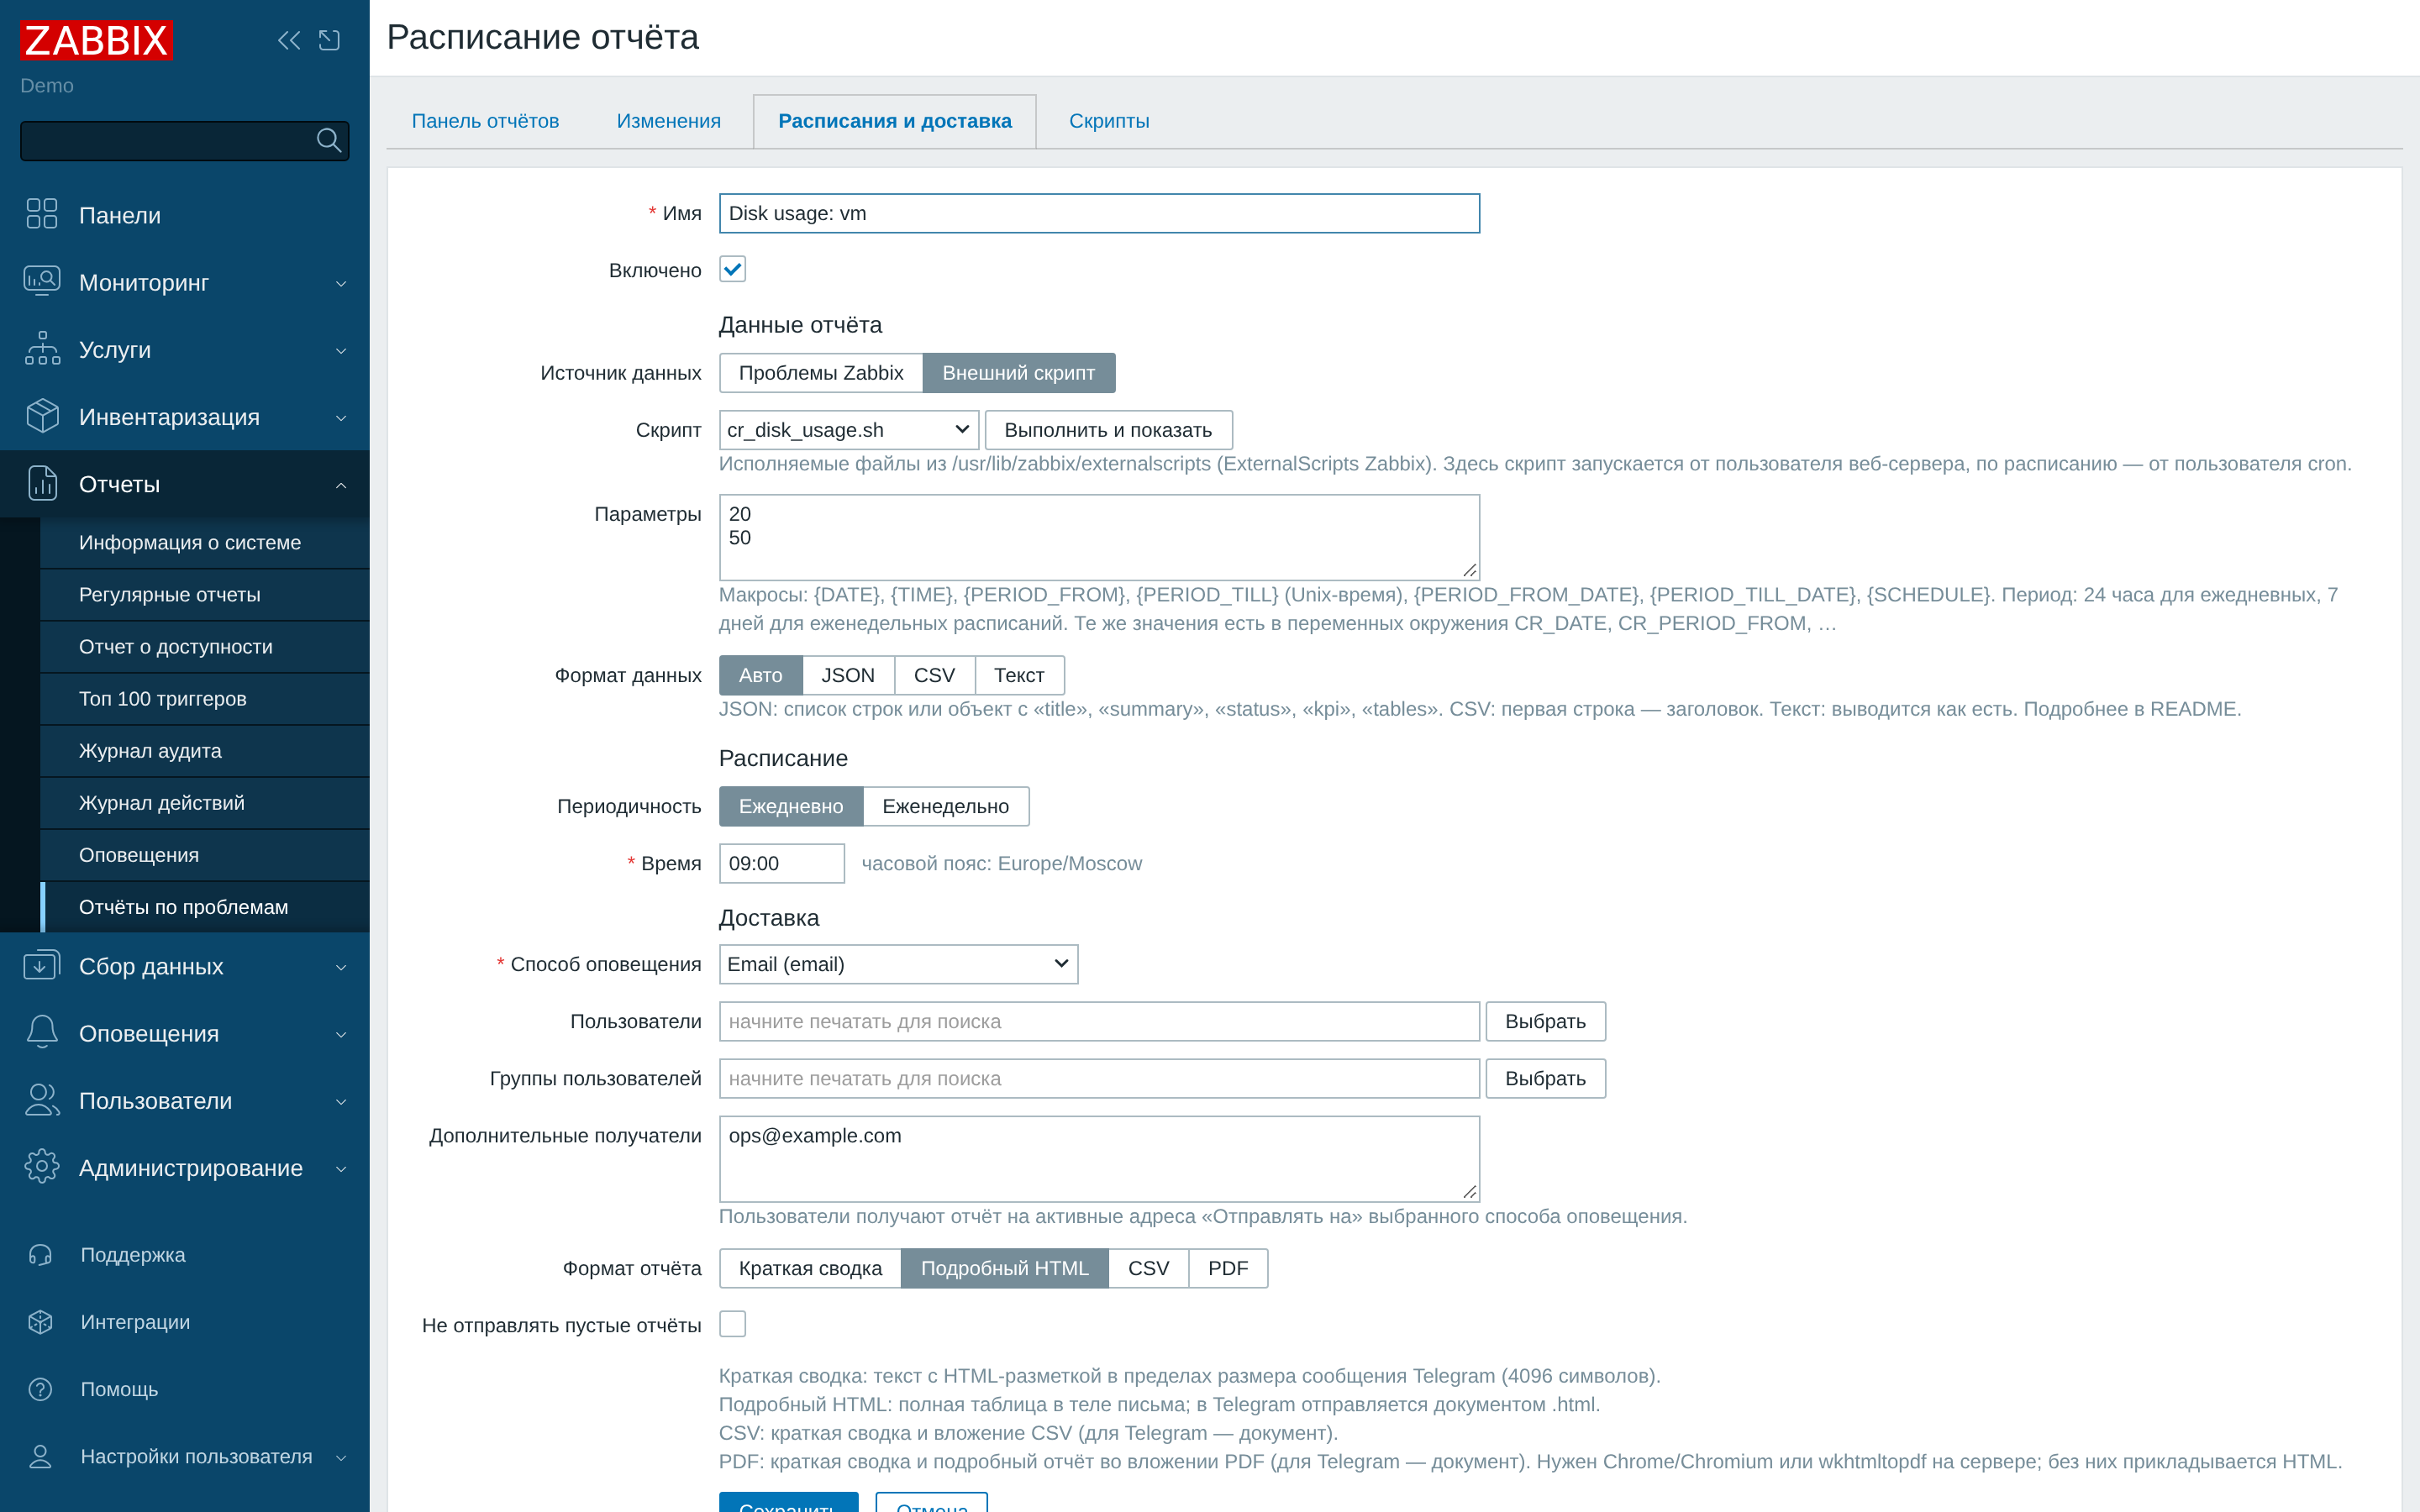 ZABBIX
Demo
Панели
Мониторинг
Услуги
Инвентаризация
Отчеты
Информация о системе
Регулярные отчеты
Отчет о доступности
Топ 100 триггеров
Журнал аудита
Журнал действий
Оповещения
Отчёты по проблемам
Сбор данных
Оповещения
Пользователи
Администрирование
Поддержка
Интеграции
Помощь
Настройки пользователя
Расписание отчёта
Панель отчётов Изменения Расписания и доставка Скрипты
* Имя Disk usage: vm
Включено
Данные отчёта
Источник данных Проблемы Zabbix Внешний скрипт
Скрипт cr_disk_usage.sh Выполнить и показать
Исполняемые файлы из /usr/lib/zabbix/externalscripts (ExternalScripts Zabbix). Здесь скрипт запускается от пользователя веб-сервера, по расписанию — от пользователя cron.
Параметры 20
50
Макросы: {DATE}, {TIME}, {PERIOD_FROM}, {PERIOD_TILL} (Unix-время), {PERIOD_FROM_DATE}, {PERIOD_TILL_DATE}, {SCHEDULE}. Период: 24 часа для ежедневных, 7
дней для еженедельных расписаний. Те же значения есть в переменных окружения CR_DATE, CR_PERIOD_FROM, …
Формат данных Авто JSON CSV Текст
JSON: список строк или объект с «title», «summary», «status», «kpi», «tables». CSV: первая строка — заголовок. Текст: выводится как есть. Подробнее в README.
Расписание
Периодичность Ежедневно Еженедельно
* Время 09:00 часовой пояс: Europe/Moscow
Доставка
* Способ оповещения Email (email)
Пользователи начните печатать для поиска Выбрать
Группы пользователей начните печатать для поиска Выбрать
Дополнительные получатели ops@example.com
Пользователи получают отчёт на активные адреса «Отправлять на» выбранного способа оповещения.
Формат отчёта Краткая сводка Подробный HTML CSV PDF
Не отправлять пустые отчёты
Краткая сводка: текст с HTML-разметкой в пределах размера сообщения Telegram (4096 символов).
Подробный HTML: полная таблица в теле письма; в Telegram отправляется документом .html.
CSV: краткая сводка и вложение CSV (для Telegram — документ).
PDF: краткая сводка и подробный отчёт во вложении PDF (для Telegram — документ). Нужен Chrome/Chromium или wkhtmltopdf на сервере; без них прикладывается HTML.
Сохранить Отмена